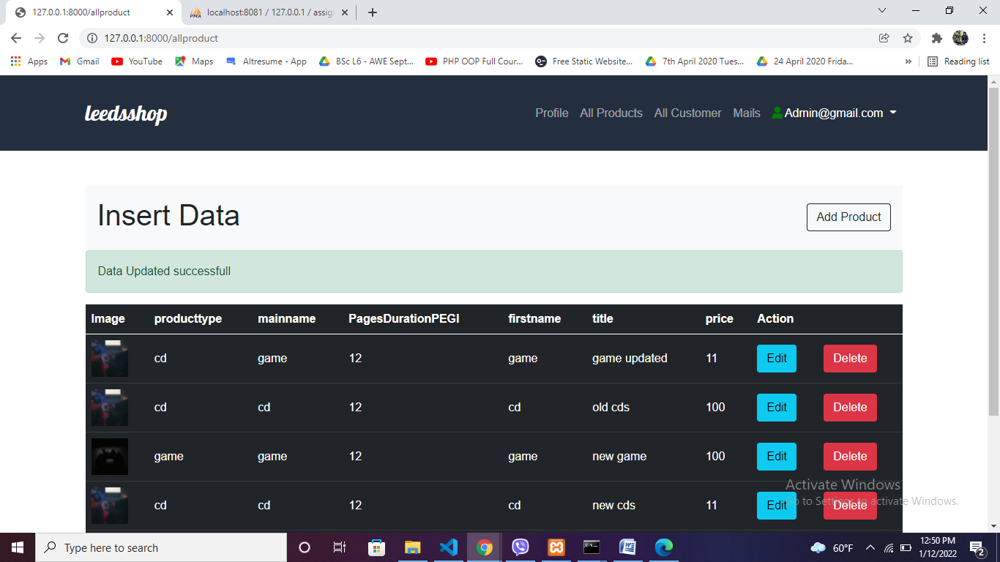 127.0.0.1:8000/allproduct
localhost:8081 / 127.0.0.1 / assig
127.0.0.1:8000/allproduct
Apps Gmail YouTube Maps Altresume - App BSc L6 - AWE Sept... PHP OOP Full Cour... Free Static Website... 7th April 2020 Tues... 24 April 2020 Frida... » Reading list
leedsshop Profile All Products All Customer Mails Admin@gmail.com
Insert Data Add Product
Data Updated successfull
Image producttype mainname PagesDurationPEGI firstname title price Action
cd game 12 game game updated 11 Edit Delete
cd cd 12 cd old cds 100 Edit Delete
game game 12 game new game 100 Edit Delete
cd cd 12 cd new cds 11 Edit Delete
Activate Windows
Go to Settings to activate Windows.
Type here to search 60°F 12:50 PM
1/12/2022
2